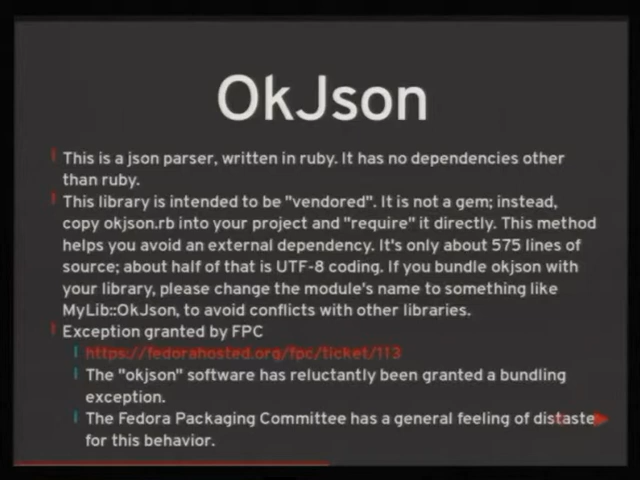 OkJson
This is a json parser, written in ruby. It has no dependencies other
than ruby.
This library is intended to be "vendored". It is not a gem; instead,
copy okjson.rb into your project and "require" it directly. This method
helps you avoid an external dependency. It's only about 575 lines of
source; about half of that is UTF-8 coding. If you bundle okjson with
your library, please change the module's name to something like
MyLib::OkJson, to avoid conflicts with other libraries.
Exception granted by FPC
https://fedorahosted.org/fpc/ticket/113
The "okjson" software has reluctantly been granted a bundling
exception.
The Fedora Packaging Committee has a general feeling of distaste
for this behavior.